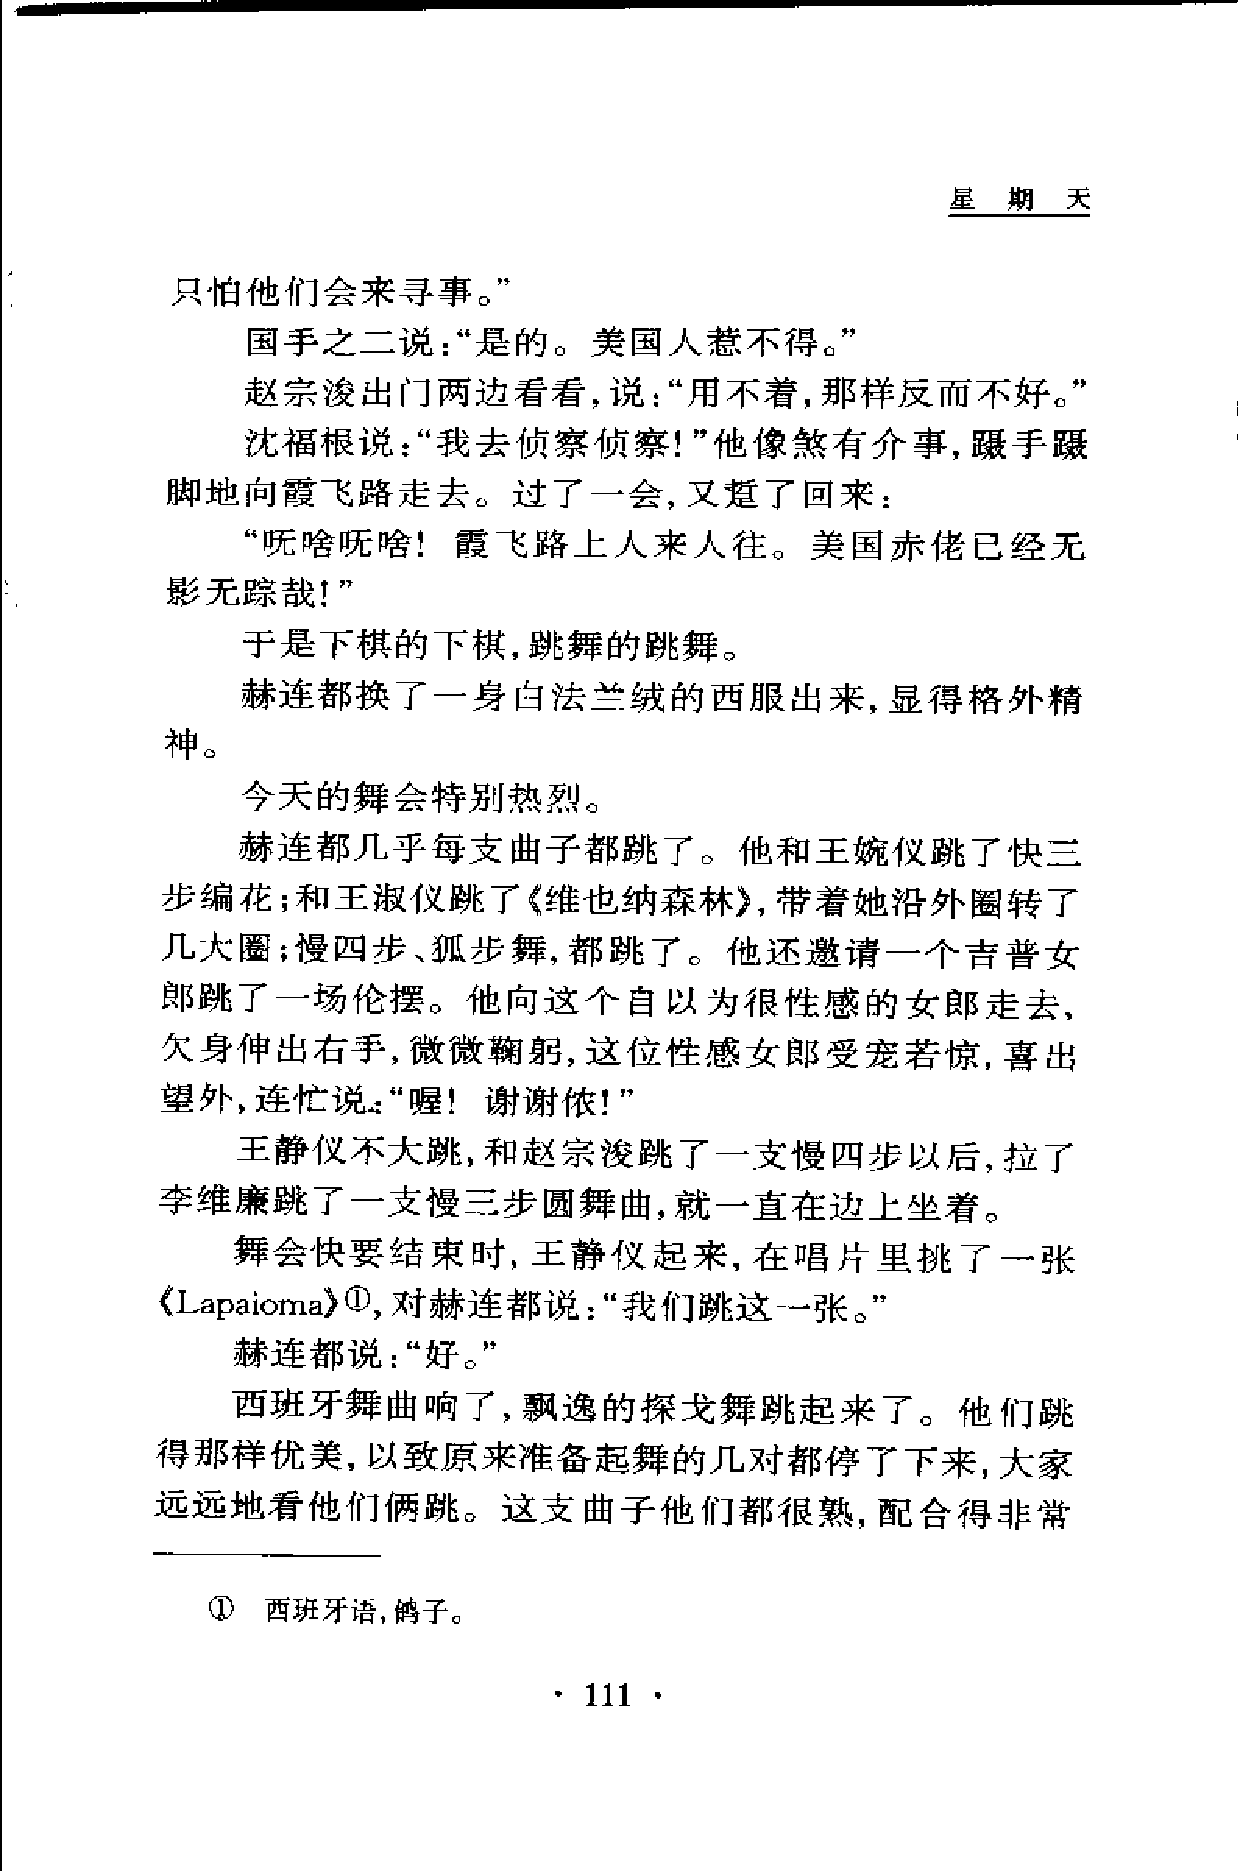 星 期 天
只怕他们会来寻事。”
国手之二说:“是的。美国人惹不得。”
赵宗浚出门两边看看,说:“用不着,那样反而不好。”
沈福根说:“我去侦察侦察!”他像煞有介事,蹑手蹑
脚地向霞飞路走去。过了一会,又踅了回来:
“呒啥呒啥! 霞飞路上人来人往。美国赤佬已经无
影无踪哉!”
于是下棋的下棋,跳舞的跳舞。
赫连都换了一身白法兰绒的西服出来,显得格外精
神。
今天的舞会特别热烈。
赫连都几乎每支曲子都跳了。他和王婉仪跳了快三
步编花;和王淑仪跳了《维也纳森林》,带着她沿外圈转了
几大圈;慢四步、狐步舞,都跳了。他还邀请一个吉普女
郎跳了一场伦摆。他向这个自以为很性感的女郎走去,
欠身伸出右手,微微鞠躬,这位性感女郎受宠若惊,喜出
望外,连忙说:“喔! 谢谢侬!”
王静仪不大跳,和赵宗浚跳了一支慢四步以后,拉了
李维廉跳了一支慢三步圆舞曲,就一直在边上坐着。
舞会快要结束时,王静仪起来,在唱片里挑了一张
《Lapaioma》①,对赫连都说:“我们跳这一张。”
赫连都说:“好。”
西班牙舞曲响了,飘逸的探戈舞跳起来了。他们跳
得那样优美,以致原来准备起舞的几对都停了下来,大家
远远地看他们俩跳。这支曲子他们都很熟,配合得非常
① 西班牙语,鸽子。
· 111 ·